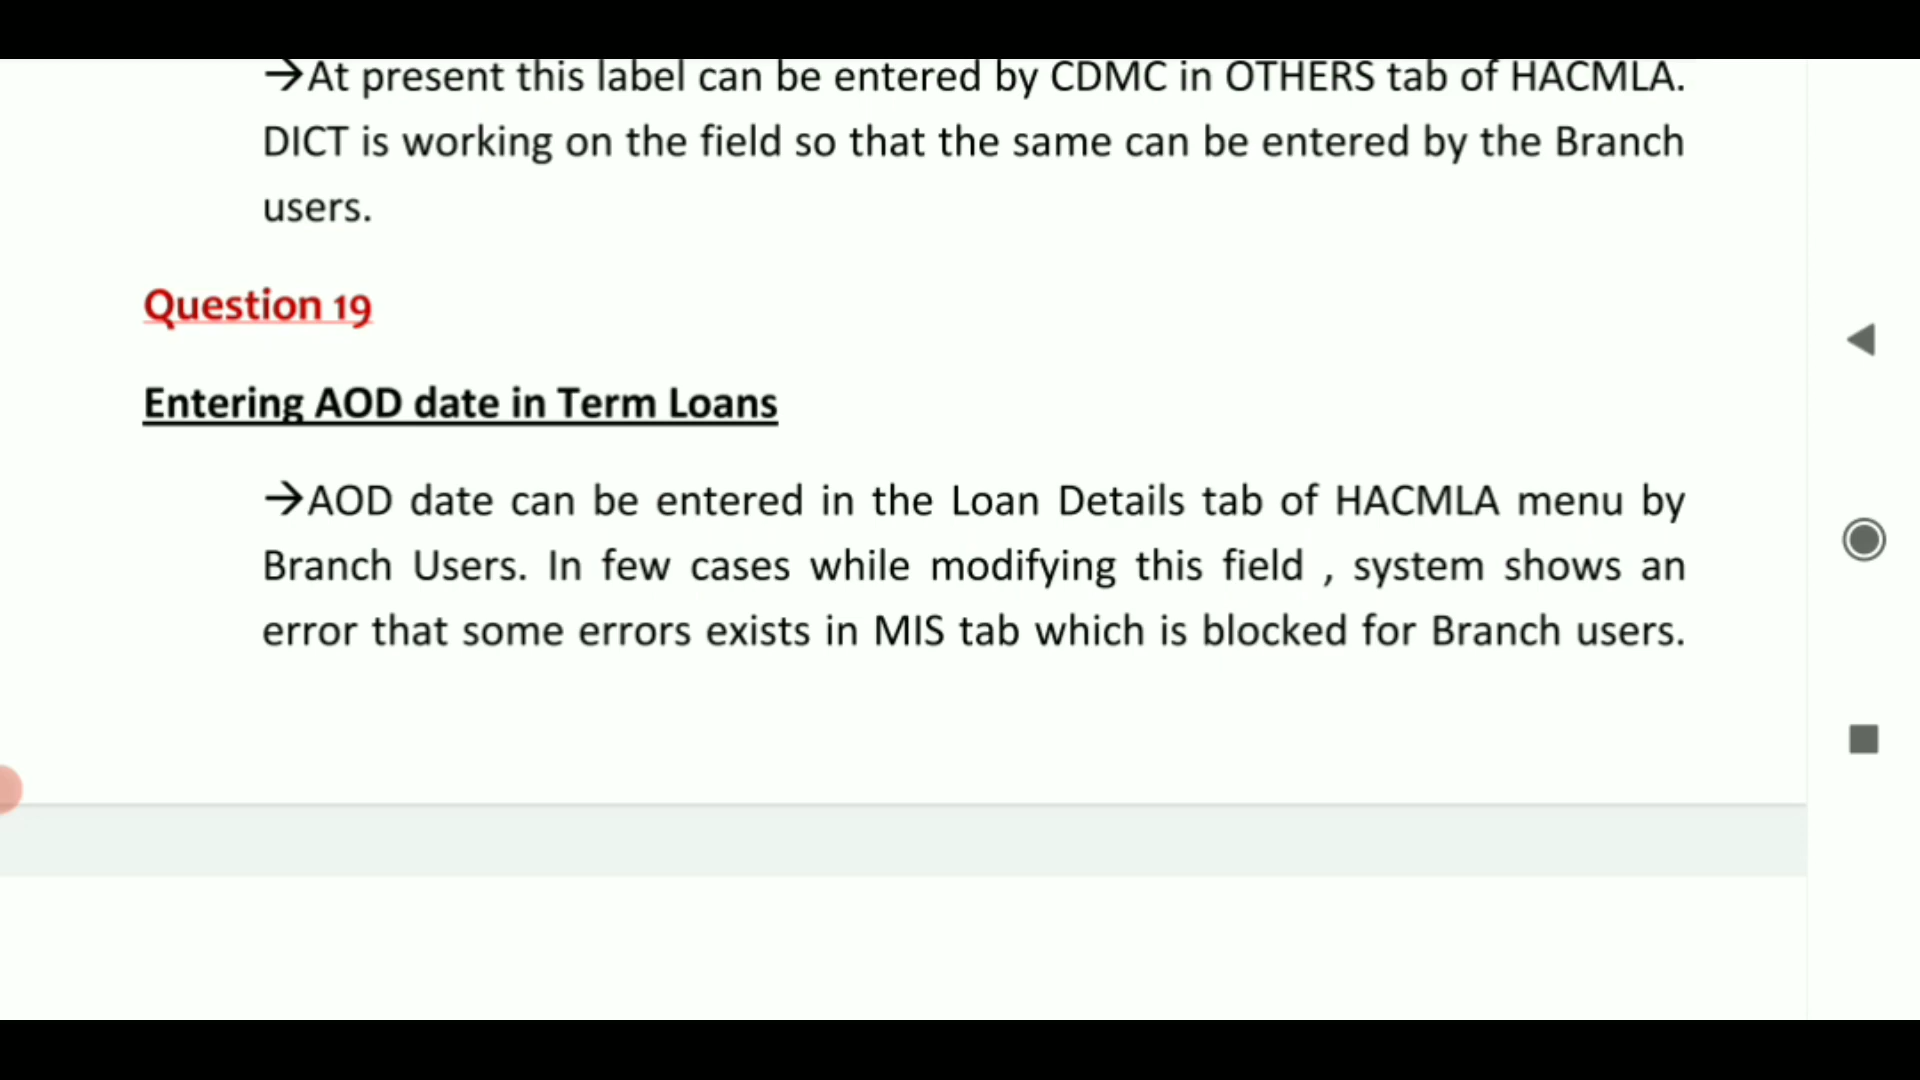 →At present this label can be entered by CDMC in OTHERS tab of HACMLA.
DICT is working on the field so that the same can be entered by the Branch
users.
Question 19
Entering AOD date in Term Loans
→AOD date can be entered in the Loan Details tab of HACMLA menu by
Branch Users. In few cases while modifying this field , system shows an
error that some errors exists in MIS tab which is blocked for Branch users.